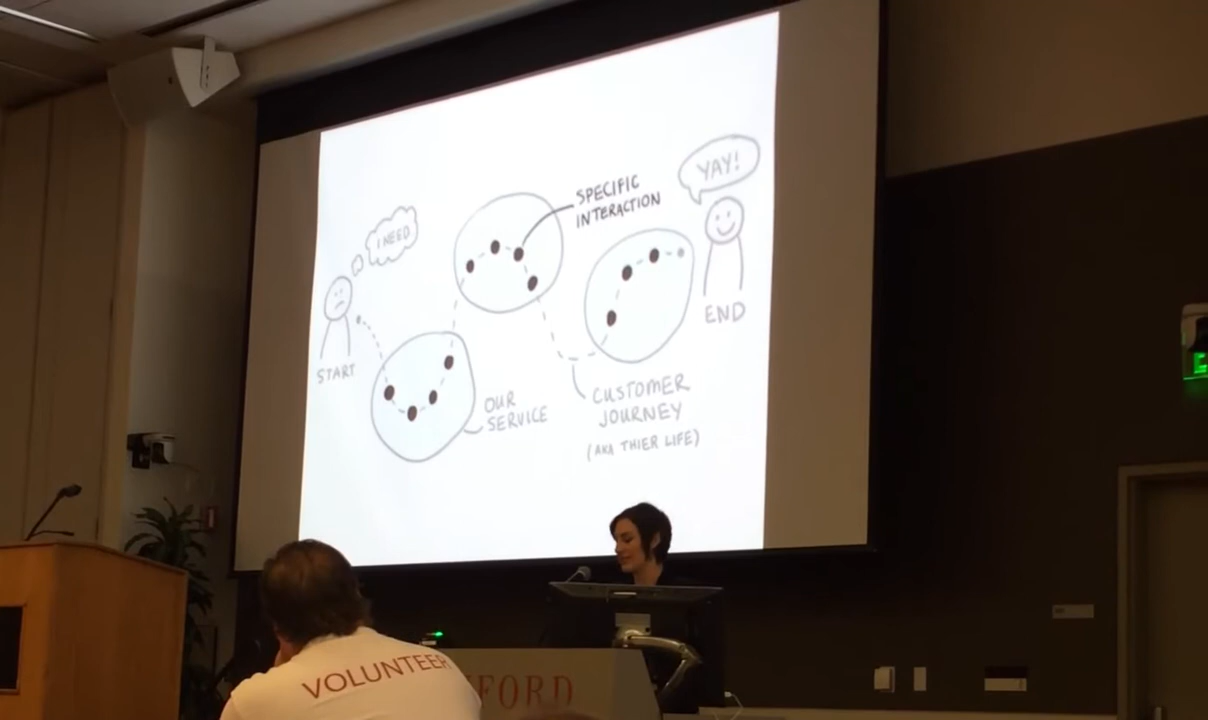 YAY!
SPECIFIC
INTERACTION
I NEED
END
START
OUR
SERVICE
CUSTOMER
JOURNEY
(AKA THIER LIFE)
VOLUNTEER